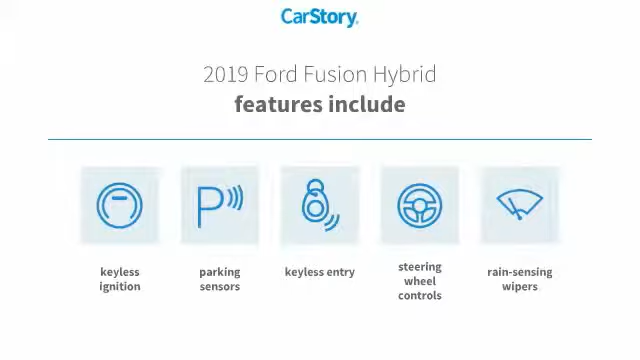 CarStory
2019 Ford Fusion Hybrid
features include
P
keyless
ignition
parking
sensors
keyless entry
steering
wheel
controls
rain-sensing
wipers